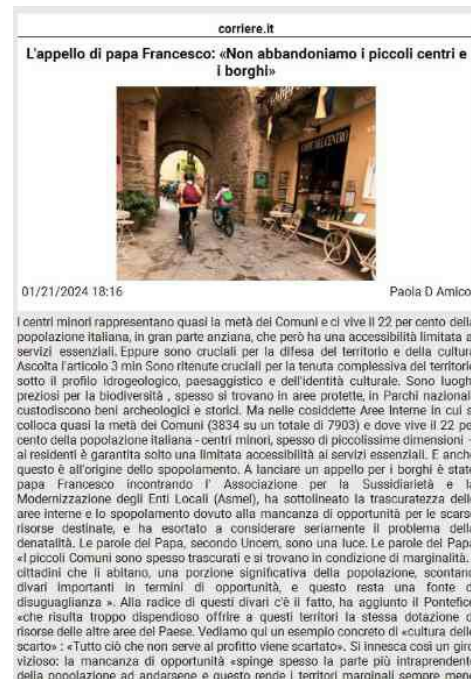 corriere.it
L'appello di papa Francesco: «Non abbandoniamo i piccoli centri e
i borghi»
01/21/2024 18:16
Paola D Amico
I centri minori rappresentano quasi la metà dei Comuni e ci vive il 22 per cento della
popolazione italiana, in gran parte anziana, che però ha una accessibilità limitata a
servizi essenziali. Eppure sono cruciali per la difesa del territorio e della cultura
Ascolta l'articolo 3 min Sono ritenute cruciali per la tenuta complessiva del territorio
sotto il profilo idrogeologico, paesaggistico e dell'identità culturale. Sono luoghi
preziosi per la biodiversità , spesso si trovano in aree protette, in Parchi nazionali
custodiscono beni archeologici e storici. Ma nelle cosiddette Aree Interne in cui s
colloca quasi la metà dei Comuni (3834 su un totale di 7903) e dove vive il 22 per
cento della popolazione italiana - centri minori, spesso di piccolissime dimensioni -
ai residenti è garantita solo una limitata accessibilità ai servizi essenziali. E anche
questo è all'origine dello spopolamento. A lanciare un appello per i borghi è stato
papa Francesco incontrando l' Associazione per la Sussidiarietà e la
Modernizzazione degli Enti Locali (Asmel), ha sottolineato la trascuratezza delle
aree interne e lo spopolamento dovuto alla mancanza di opportunità per le scarse
risorse destinate, e ha esortato a considerare seriamente il problema della
denatalità. Le parole del Papa, secondo Uncem, sono una luce. Le parole del Papa
«I piccoli Comuni sono spesso trascurati e si trovano in condizione di marginalità.
cittadini che li abitano, una porzione significativa della popolazione, scontano
divari importanti in termini di opportunità, e questo resta una fonte d
disuguaglianza ». Alla radice di questi divari c'è il fatto, ha aggiunto il Pontefice
«che risulta troppo dispendioso offrire a questi territori la stessa dotazione d
risorse delle altre aree del Paese. Vediamo qui un esempio concreto di «cultura dello
scarto» : «Tutto ciò che non serve al profitto viene scartato». Si innesca così un giro
vizioso: la mancanza di opportunità «spinge spesso la parte più intraprendente
della popolazione ad andarsene e questo rende i territori marginali sempre meno